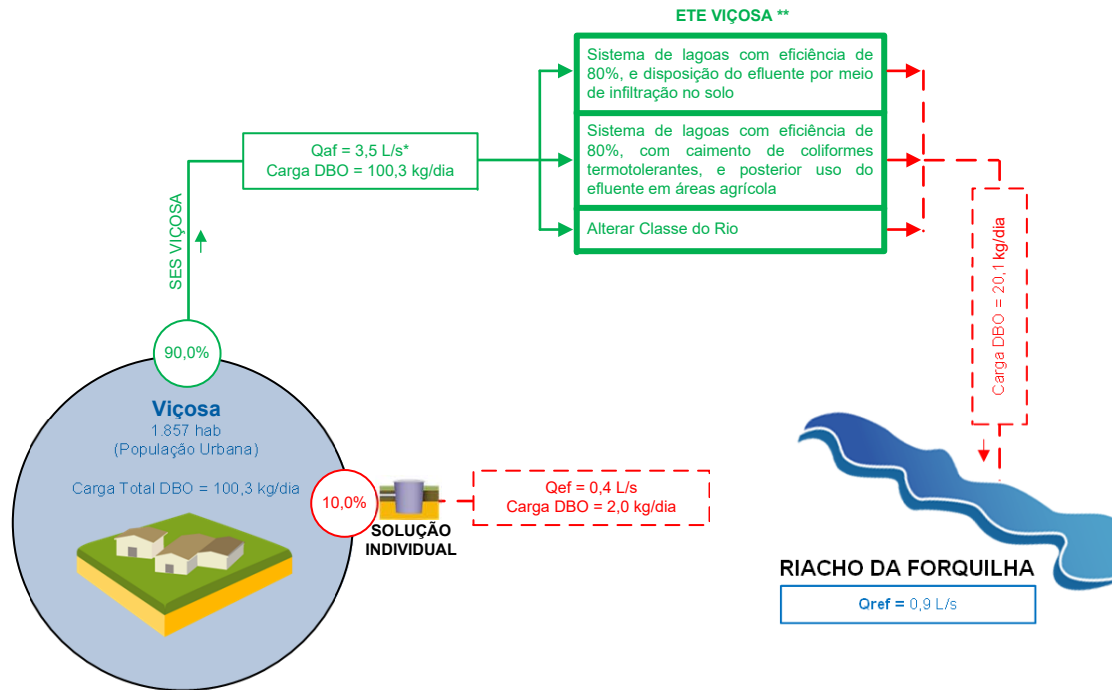 ETE VIÇOSA **
Sistema de lagoas com eficiência de
80%, e disposição do efluente por meio
de infiltração no solo
Sistema de lagoas com eficiência de
80%, com caimento de coliformes
termotolerantes, e posterior uso do
efluente em áreas agrícola
Alterar Classe do Rio
Qaf = 3,5 L/s*
Carga DBO = 100,3 kg/dia
SES VIÇOSA
Carga DBO = 20,1 kg/dia
90,0%
Viçosa
1.857 hab
(População Urbana)
Carga Total DBO = 100,3 kg/dia
10,0%
SOLUÇÃO
INDIVIDUAL
Qef = 0,4 L/s
Carga DBO = 2,0 kg/dia
RIACHO DA FORQUILHA
Qref = 0,9 L/s